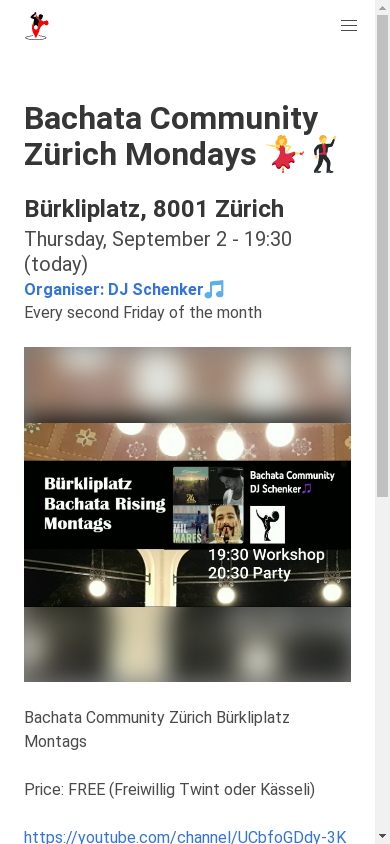 Bachata Community
Zürich Mondays 💃🕺
Bürkliplatz, 8001 Zürich
Thursday, September 2 - 19:30
(today)
Organiser: DJ Schenker🎵
Every second Friday of the month
Bürkliplatz
Bachata Rising
Montags
Bachata Community
DJ Schenker🎵
MIL
MARES
19:30 Workshop
20:30 Party
Bachata Community Zürich Bürkliplatz
Montags
Price: FREE (Freiwillig Twint oder Kässeli)
https://youtube.com/channel/UCbfoGDdy-3K